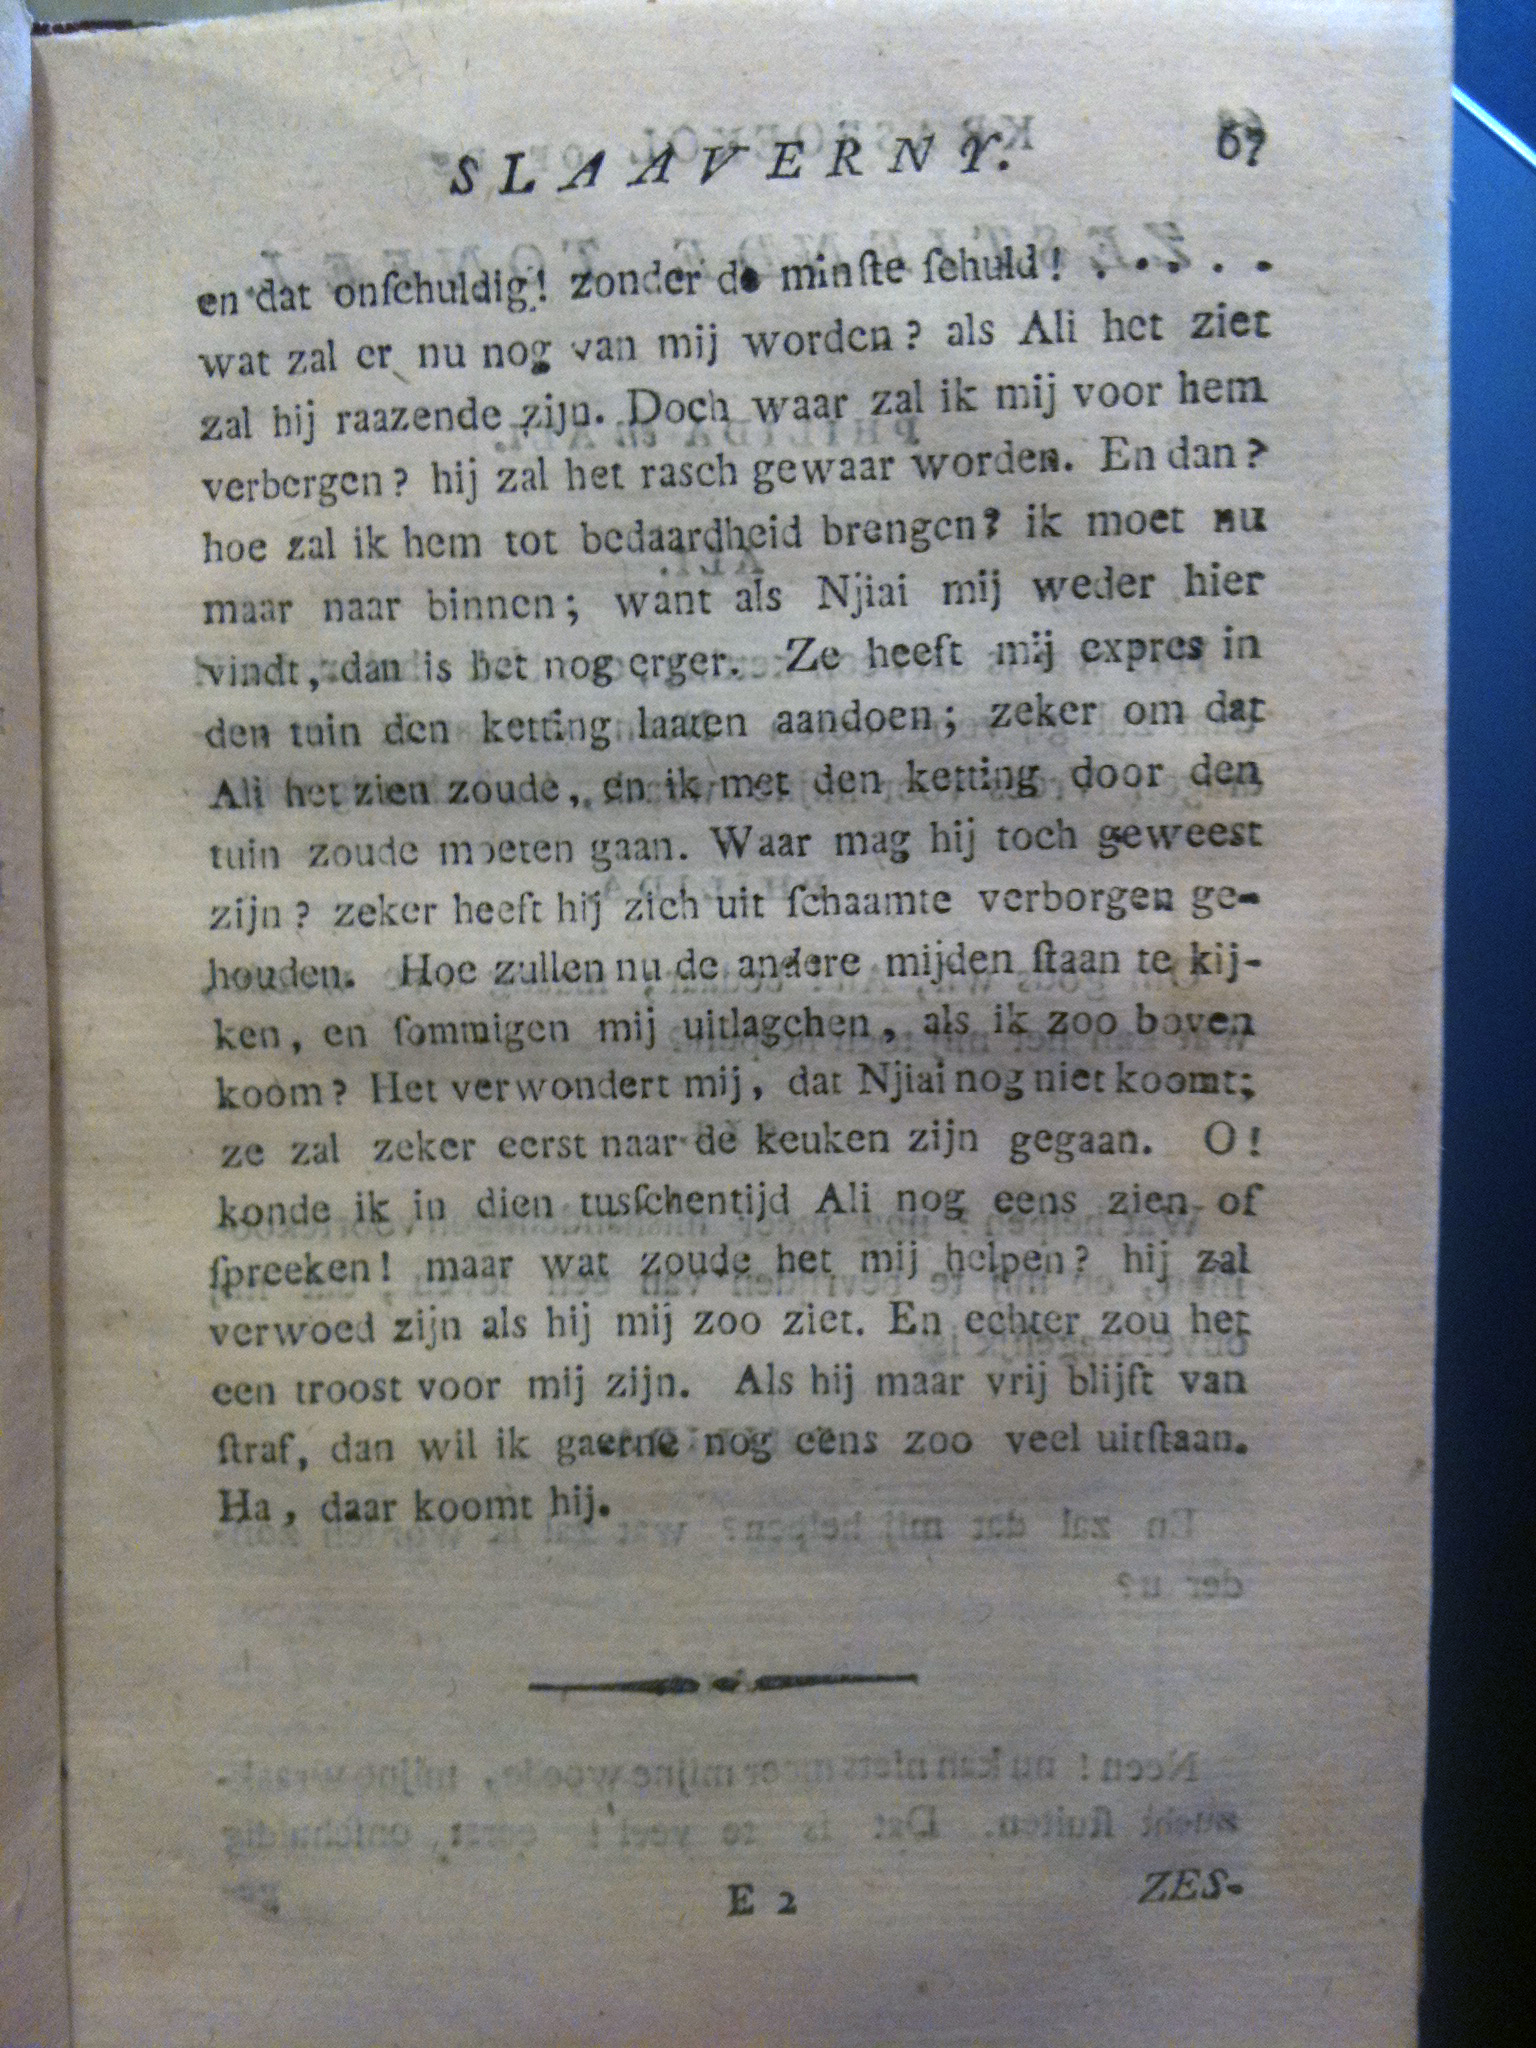 SLAAVERNY. 67
en dat onſchuldig! zonder de minſte ſchuld! . . . . .
wat zal er nu nog van mij worden? als Ali het ziet
zal hij raazende zijn. Doch waar zal ik mij voor hem
verbergen? hij zal het rasch gewaar worden. En dan?
hoe zal ik hem tot bedaardheid brengen? ik moet nu
maar naar binnen; want als Njiai mij weder hier
vindt, dan is het nog erger. Ze heeft mij expres in
den tuin den ketting laaten aandoen; zeker om dat
Ali het zien zoude, en ik met den ketting door den
tuin zoude moeten gaan. Waar mag hij toch geweest
zijn? zeker heeft hij zich uit ſchaamte verborgen ge-
houden. Hoe zullen nu de andere mijden ſtaan te kij-
ken, en ſommigen mij uitlagchen, als ik zoo boven
koom? Het verwondert mij, dat Njiai nog niet koomt;
ze zal zeker eerst naar de keuken zijn gegaan. O!
konde ik in dien tusſchentijd Ali nog eens zien of
ſpreeken! maar wat zoude het mij helpen? hij zal
verwoed zijn als hij mij zoo ziet. En echter zou het
een troost voor mij zijn. Als hij maar vrij blijft van
ſtraf, dan wil ik gaerne nog eens zoo veel uitſtaan.
Ha, daar koomt hij.
E 2 ZES-